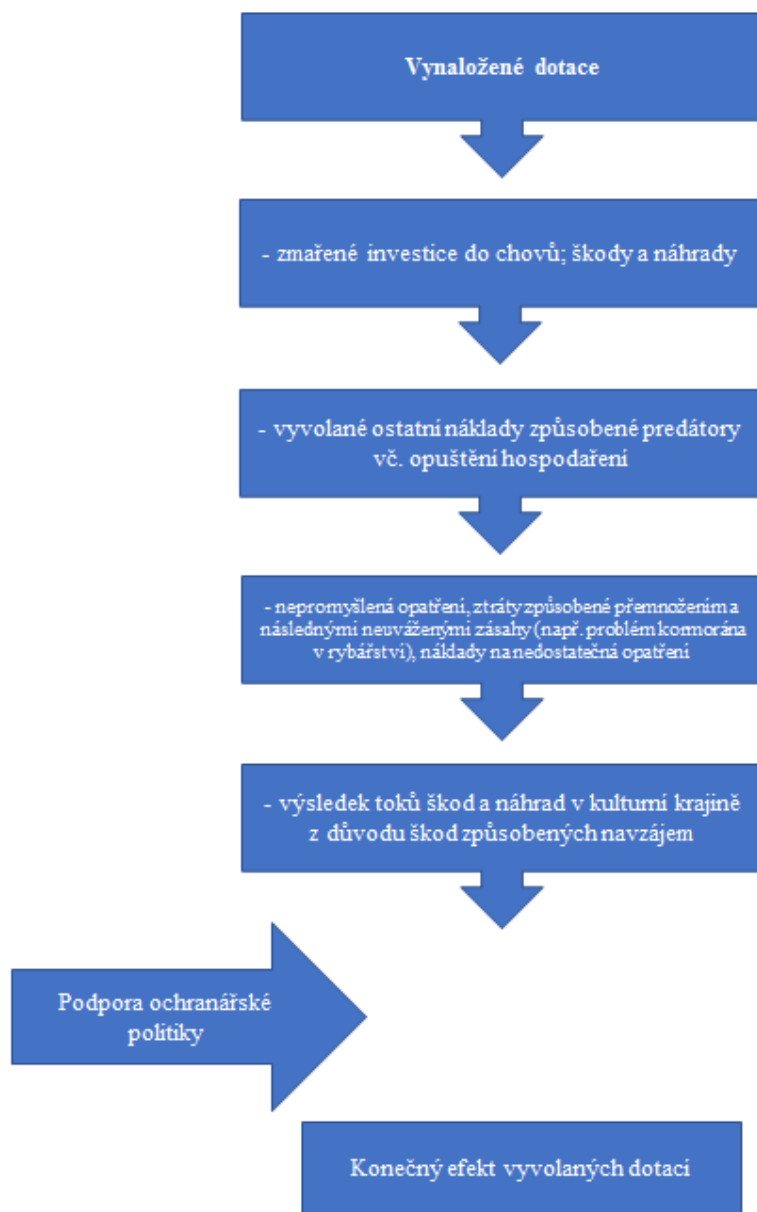 Vynaložené dotace
- zmařené investice do chovů; škody a náhrady
- vyvolané ostatní náklady způsobené predátory
vč. opuštění hospodaření
- nepromyšlená opatření, ztráty způsobené přemnožením a
následnými neuváženými zásahy (např. problém kormorána
v rybářství), náklady na nedostatečná opatření
- výsledek toků škod a náhrad v kulturní krajině
z důvodu škod způsobených navzájem
Podpora ochranářské
politiky
Konečný efekt vyvolaných dotací